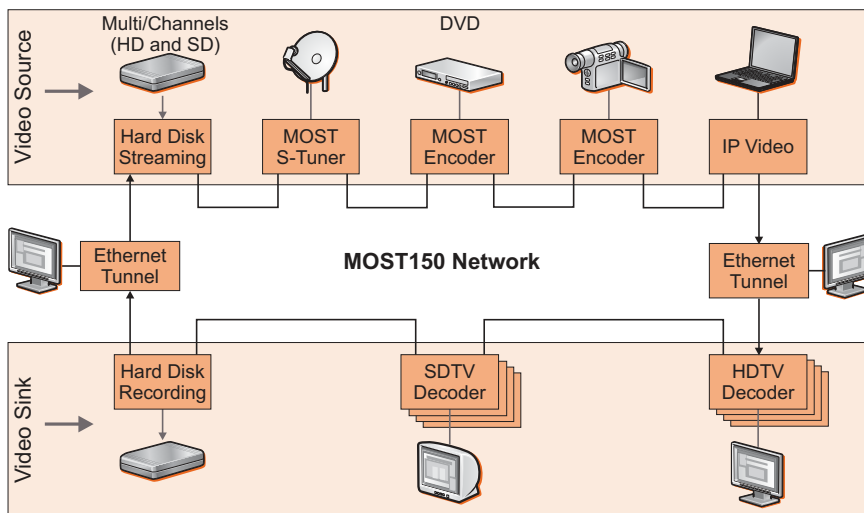 Multi/Channels
(HD and SD)
DVD
Video Source
Hard Disk
Streaming
MOST
S-Tuner
MOST
Encoder
MOST
Encoder
IP Video
Ethernet
Tunnel
MOST150 Network
Ethernet
Tunnel
Video Sink
Hard Disk
Recording
SDTV
Decoder
HDTV
Decoder